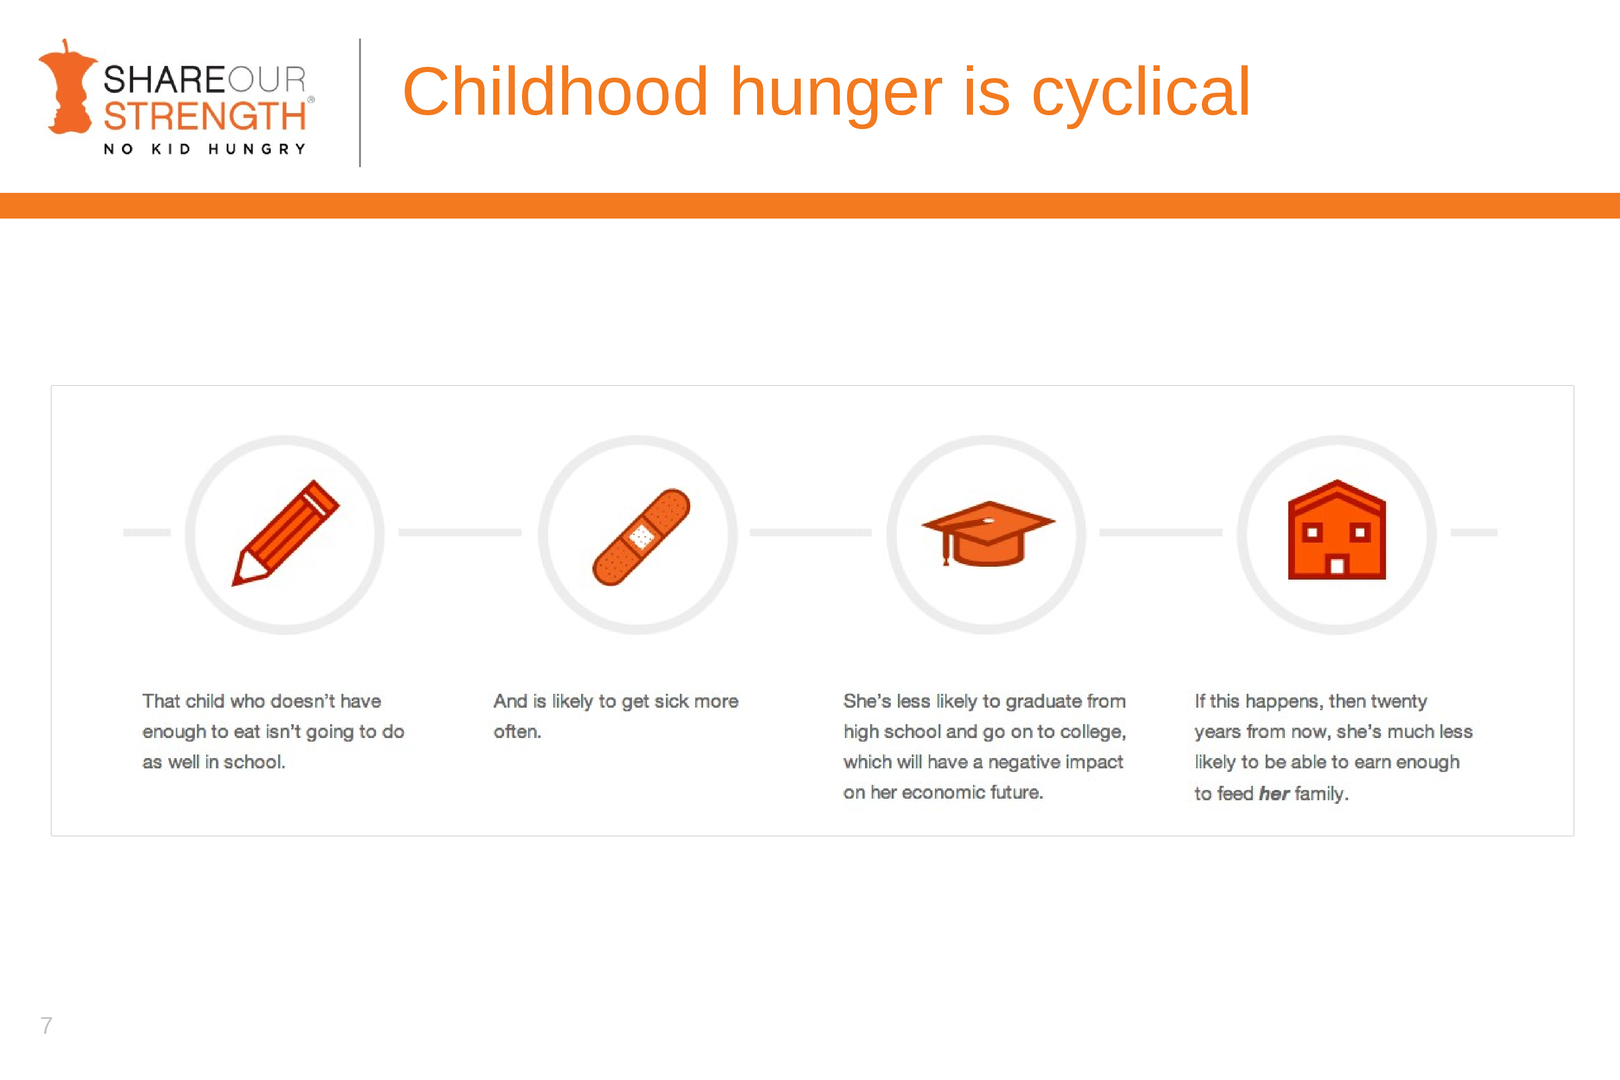 SHAREOUR
STRENGTH®
NO KID HUNGRY
Childhood hunger is cyclical
That child who doesn’t have
enough to eat isn’t going to do
as well in school.
And is likely to get sick more
often.
She’s less likely to graduate from
high school and go on to college,
which will have a negative impact
on her economic future.
If this happens, then twenty
years from now, she’s much less
likely to be able to earn enough
to feed her family.
7